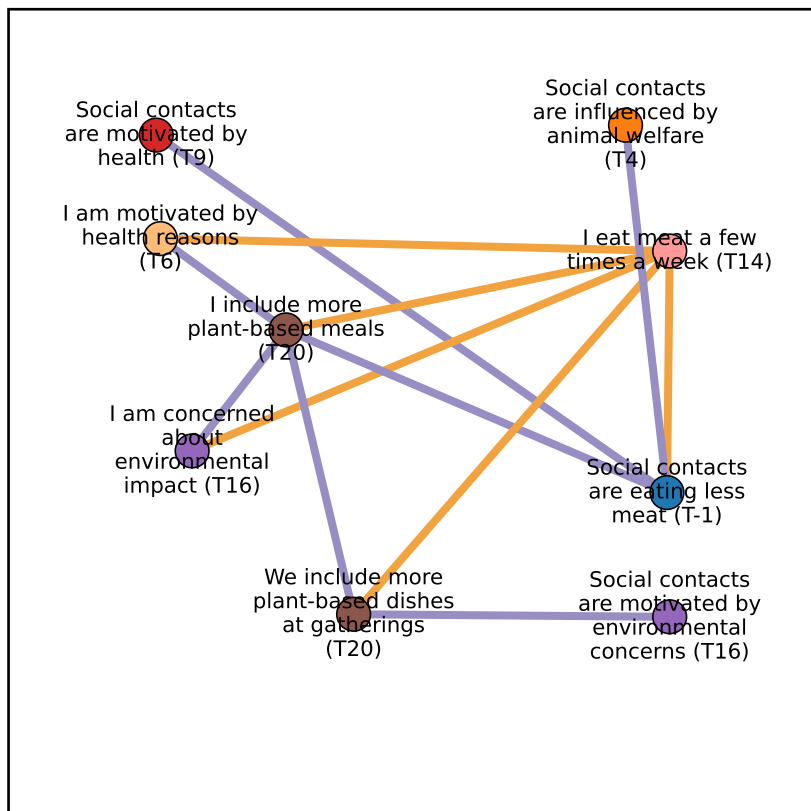 Social contacts
are motivated by
health (T9)
Social contacts
are influenced by
animal welfare
(T4)
I am motivated by
health reasons
(T6)
I eat meat a few
times a week (T14)
I include more
plant-based meals
(T20)
I am concerned
about
environmental
impact (T16)
Social contacts
are eating less
meat (T-1)
We include more
plant-based dishes
at gatherings
(T20)
Social contacts
are motivated by
environmental
concerns (T16)